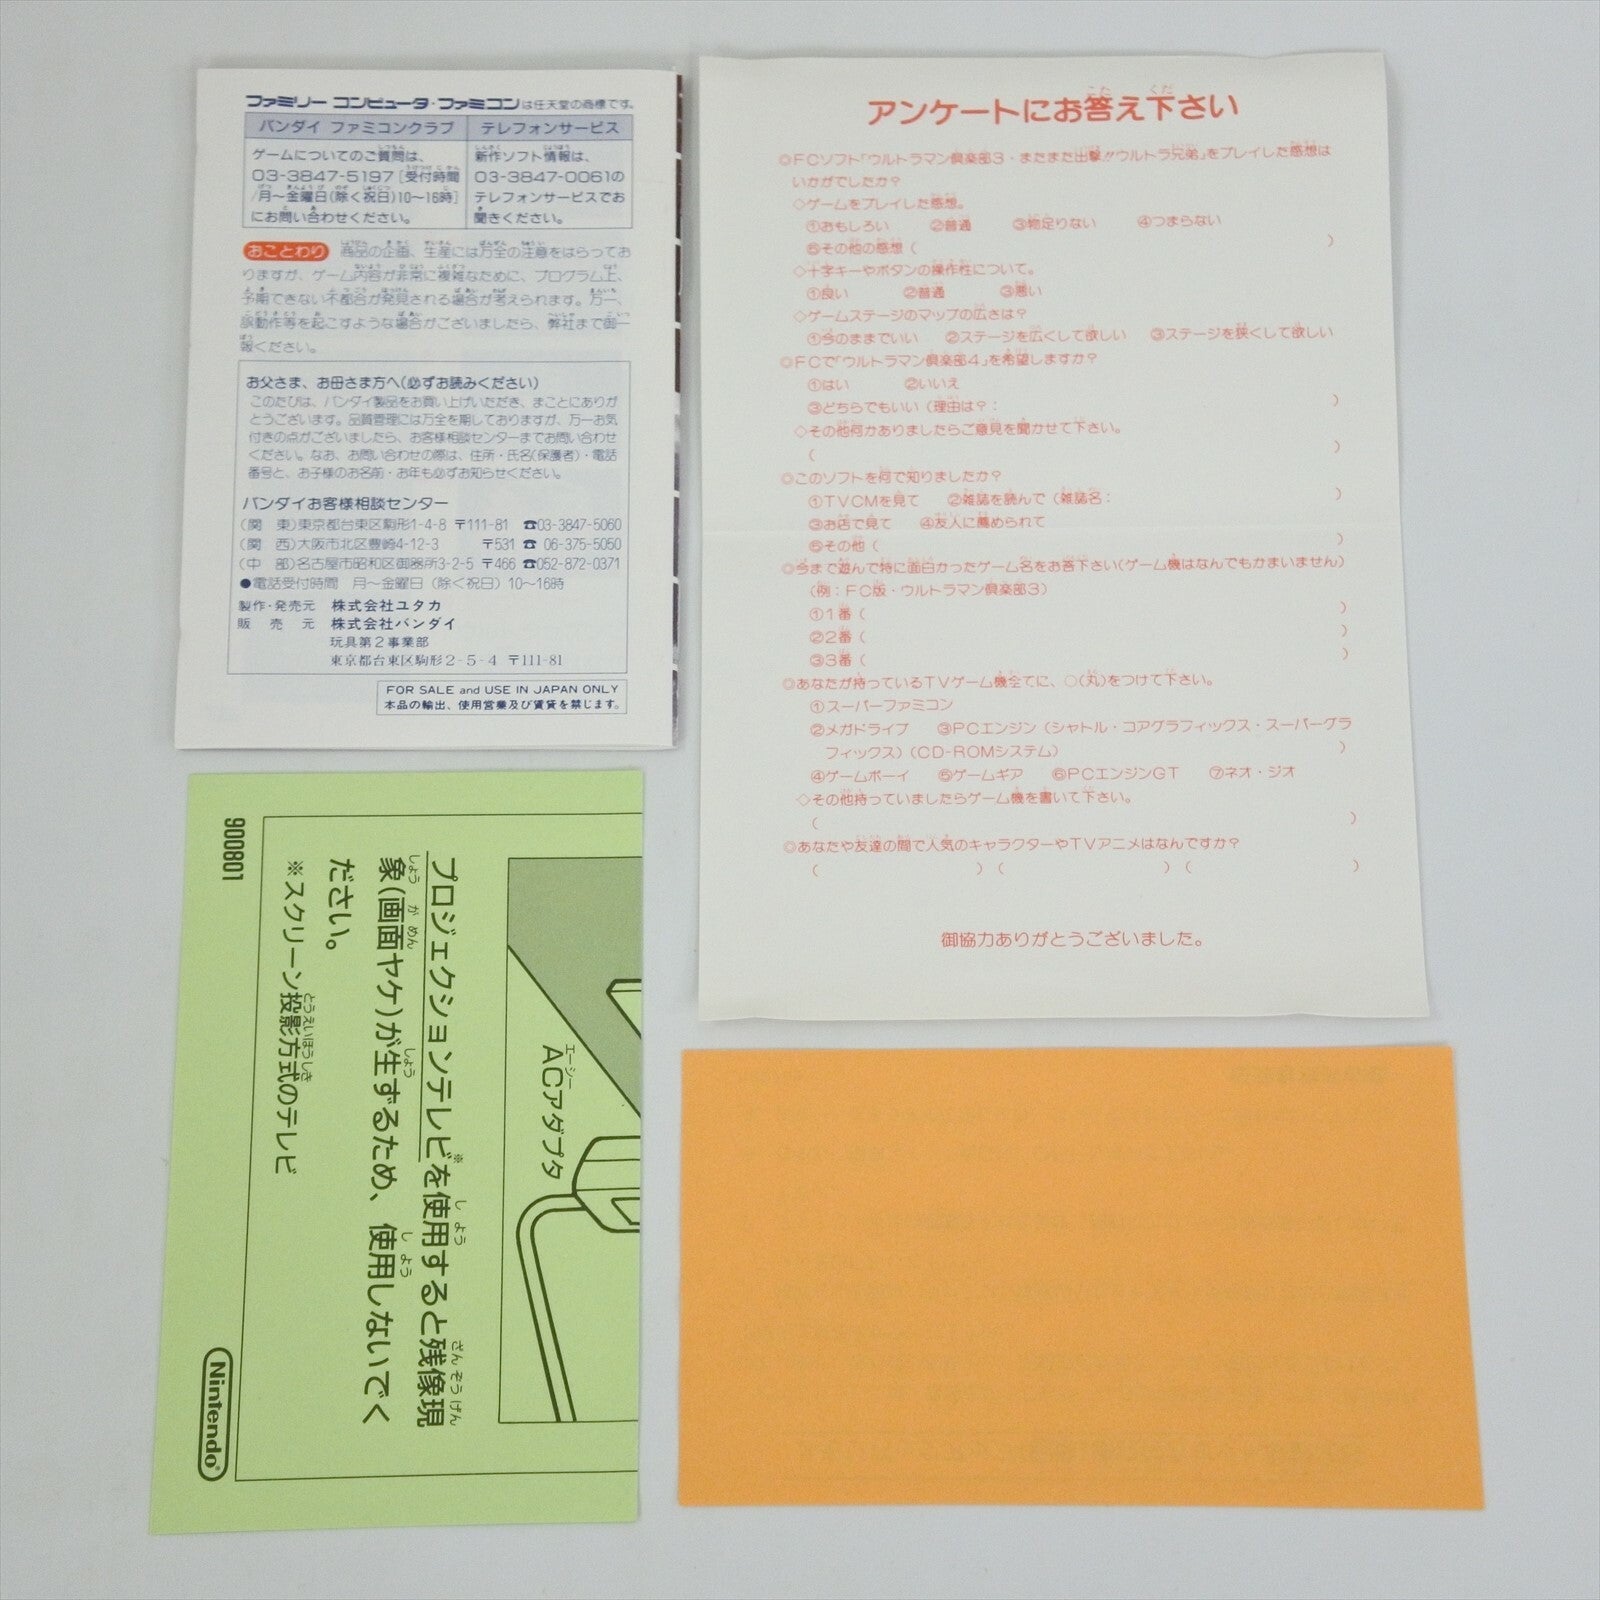 ファミリー コンピュータ・ファミコンは任天堂の商標です。
バンダイ ファミコンクラブ
テレフォンサービス
ゲームについてのご質問は、
03-3847-5197[受付時間
/月〜金曜日(除く祝日)10〜16時]
にお問い合わせください。
新作ソフト情報は、
03-3847-0061の
テレフォンサービスでお
聞きください。
おことわり 商品の企画、生産には万全の注意をはらってお
りますが、ゲーム内容が非常に複雑なために、プログラム上、
予期できない不都合が発見される場合が考えられます。万一、
誤動作等を起こすような場合がございましたら、弊社まで御一
報ください。
お父さま、お母さま方へ(必ずお読みください)
このたびは、バンダイ製品をお買い上げいただき、まことにありが
とうございます。品質管理には万全を期しておりますが、万一お気
付きの点がございましたら、お客様相談センターまでお問い合わせ
ください。なお、お問い合わせの際は、住所・氏名(保護者)・電話
番号と、お子様のお名前・お年も必ずお知らせください。
バンダイお客様相談センター
(関 東)東京都台東区駒形1-4-8 〒111-81 ☎03-3847-5060
(関 西)大阪市北区豊崎4-12-3 〒531 ☎ 06-375-5050
(中 部)名古屋市昭和区御器所3-2-5 〒466 ☎052-872-0371
●電話受付時間 月〜金曜日(除く祝日)10〜16時
製作・発売元 株式会社ユタカ
販 売 元 株式会社バンダイ
玩具第2事業部
東京都台東区駒形2-5-4 〒111-81
FOR SALE and USE IN JAPAN ONLY
本品の輸出、使用営業及び賃貸を禁じます。
アンケートにお答え下さい
◎FCソフト「ウルトラマン倶楽部3・またまた出撃!!ウルトラ兄弟」をプレイした感想は
いかがでしたか?
◇ゲームをプレイした感想。
①おもしろい ②普通 ③物足りない ④つまらない
⑤その他の感想( )
◇十字キーやボタンの操作性について。
①良い ②普通 ③悪い
◇ゲームステージのマップの広さは?
①今のままでいい ②ステージを広くして欲しい ③ステージを狭くして欲しい
◎FCで「ウルトラマン倶楽部4」を希望しますか?
①はい ②いいえ
③どちらでもいい(理由は?: )
◇その他何かありましたらご意見を聞かせて下さい。
( )
◎このソフトを何で知りましたか?
①TVCMを見て ②雑誌を読んで(雑誌名: )
③お店で見て ④友人に薦められて
⑤その他( )
◎今まで遊んで特に面白かったゲーム名をお答下さい(ゲーム機はなんでもかまいません)
(例:FC版・ウルトラマン倶楽部3)
①1番( )
②2番( )
③3番( )
◎あなたが持っているTVゲーム機全てに、○(丸)をつけて下さい。
①スーパーファミコン
②メガドライブ ③PCエンジン(シャトル・コアグラフィックス・スーパーグラ
フィックス)(CD-ROMシステム) )
④ゲームボーイ ⑤ゲームギア ⑥PCエンジンGT ⑦ネオ・ジオ
◇その他持っていましたらゲーム機を書いて下さい。
( )
◎あなたや友達の間で人気のキャラクターやTVアニメはなんですか?
( ) ( ) ( )
御協力ありがとうございました。
ACアダプタ
エーシー
プロジェクションテレビ※を使用すると残像現
象(画面ヤケ)が生ずるため、使用しないでく
ださい。
※スクリーン投影方式のテレビ
900801
Nintendo®